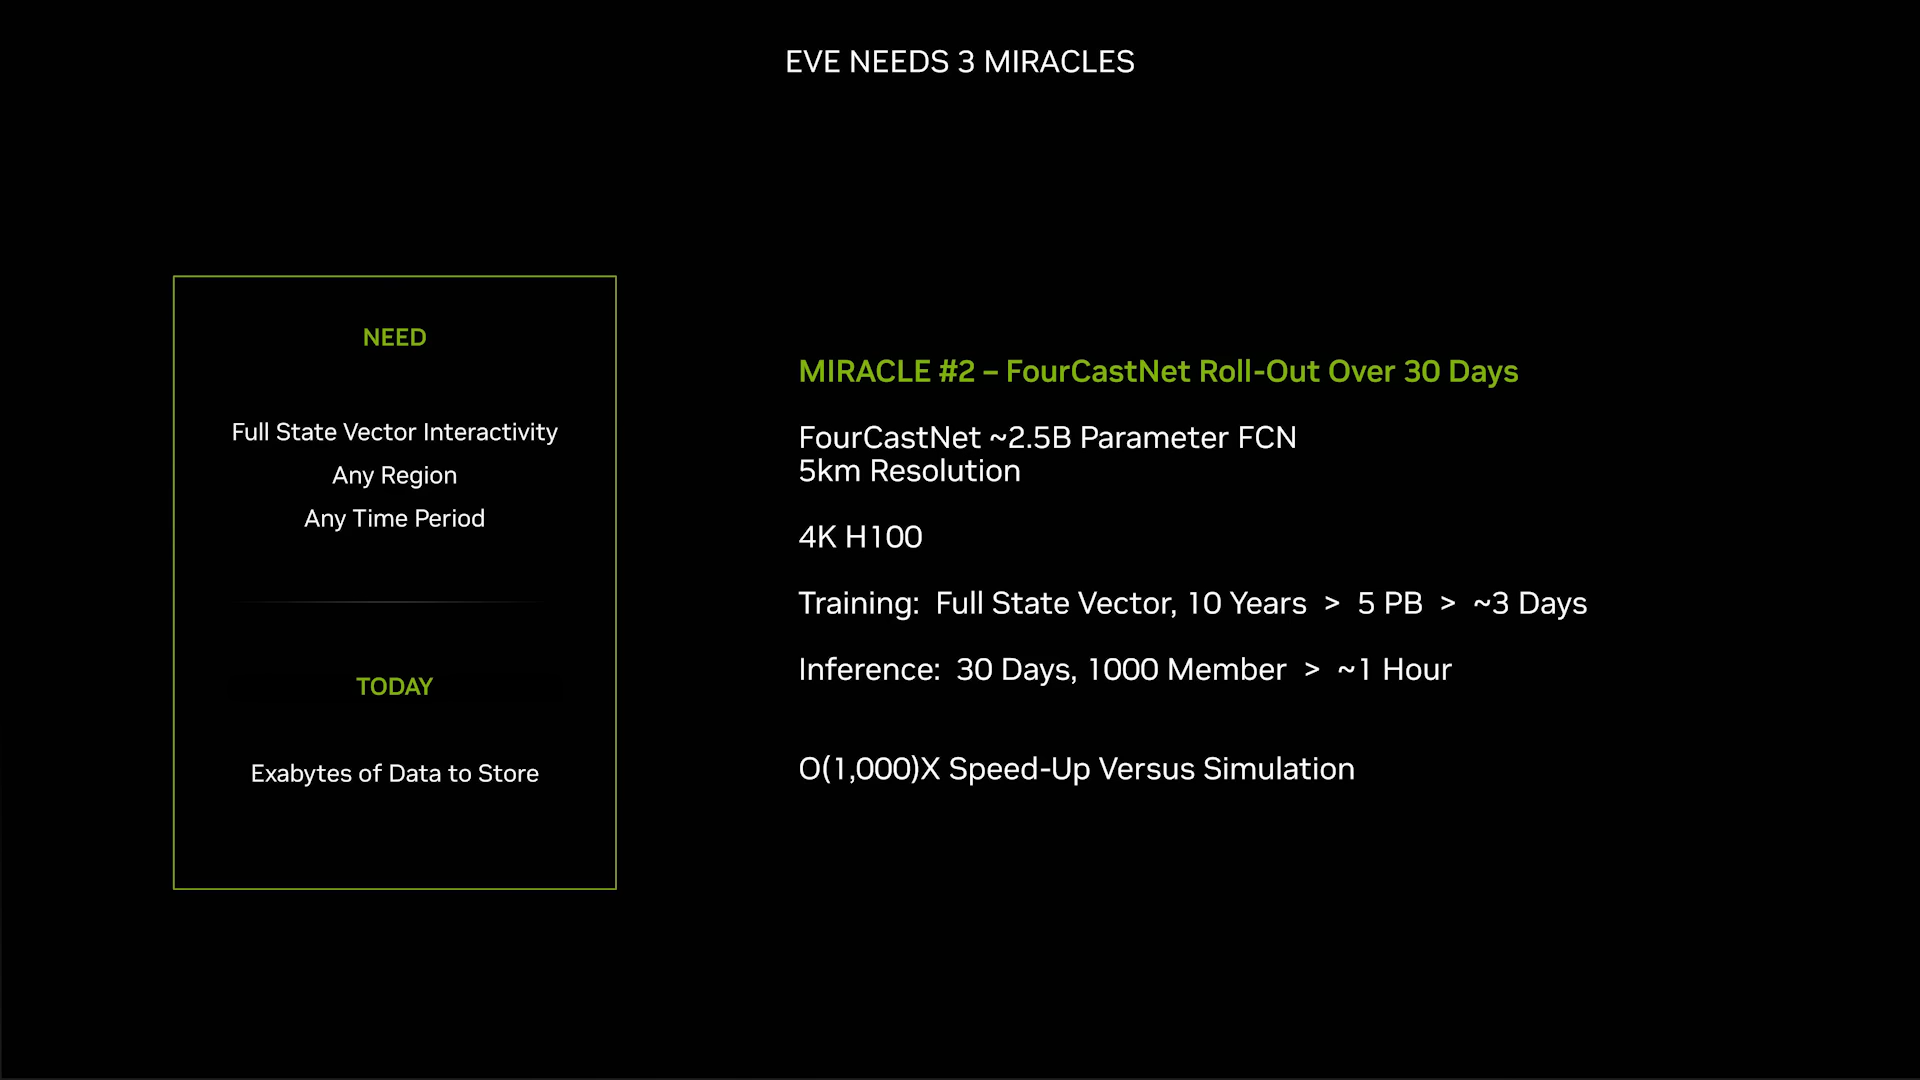 EVE NEEDS 3 MIRACLES
NEED
Full State Vector Interactivity
Any Region
Any Time Period
TODAY
Exabytes of Data to Store
MIRACLE #2 – FourCastNet Roll-Out Over 30 Days
FourCastNet ~2.5B Parameter FCN
5km Resolution
4K H100
Training:  Full State Vector, 10 Years  >  5 PB  >  ~3 Days
Inference:  30 Days, 1000 Member  >  ~1 Hour
O(1,000)X Speed-Up Versus Simulation